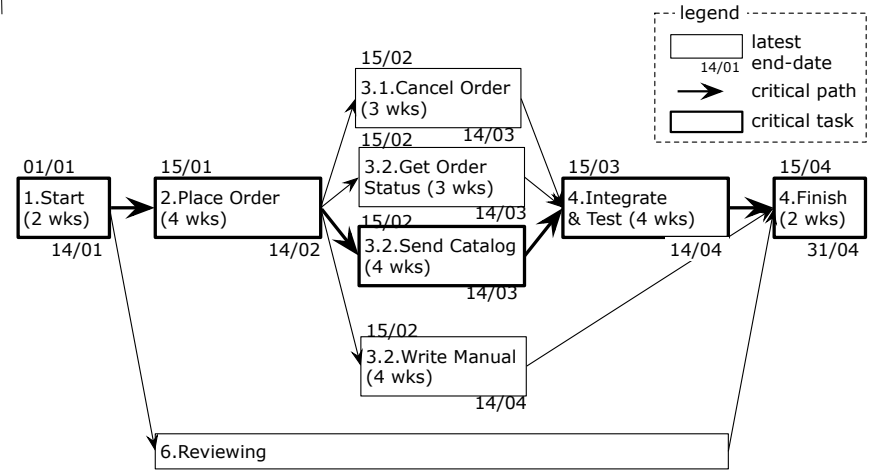 legend
latest
end-date
14/01
critical path
critical task
01/01
1.Start
(2 wks)
14/01
15/01
2.Place Order
(4 wks)
14/02
15/02
3.1.Cancel Order
(3 wks)
14/03
15/02
3.2.Get Order
Status (3 wks)
14/03
15/02
3.2.Send Catalog
(4 wks)
14/03
15/02
3.2.Write Manual
(4 wks)
14/04
15/03
4.Integrate
& Test (4 wks)
14/04
15/04
4.Finish
(2 wks)
31/04
6.Reviewing